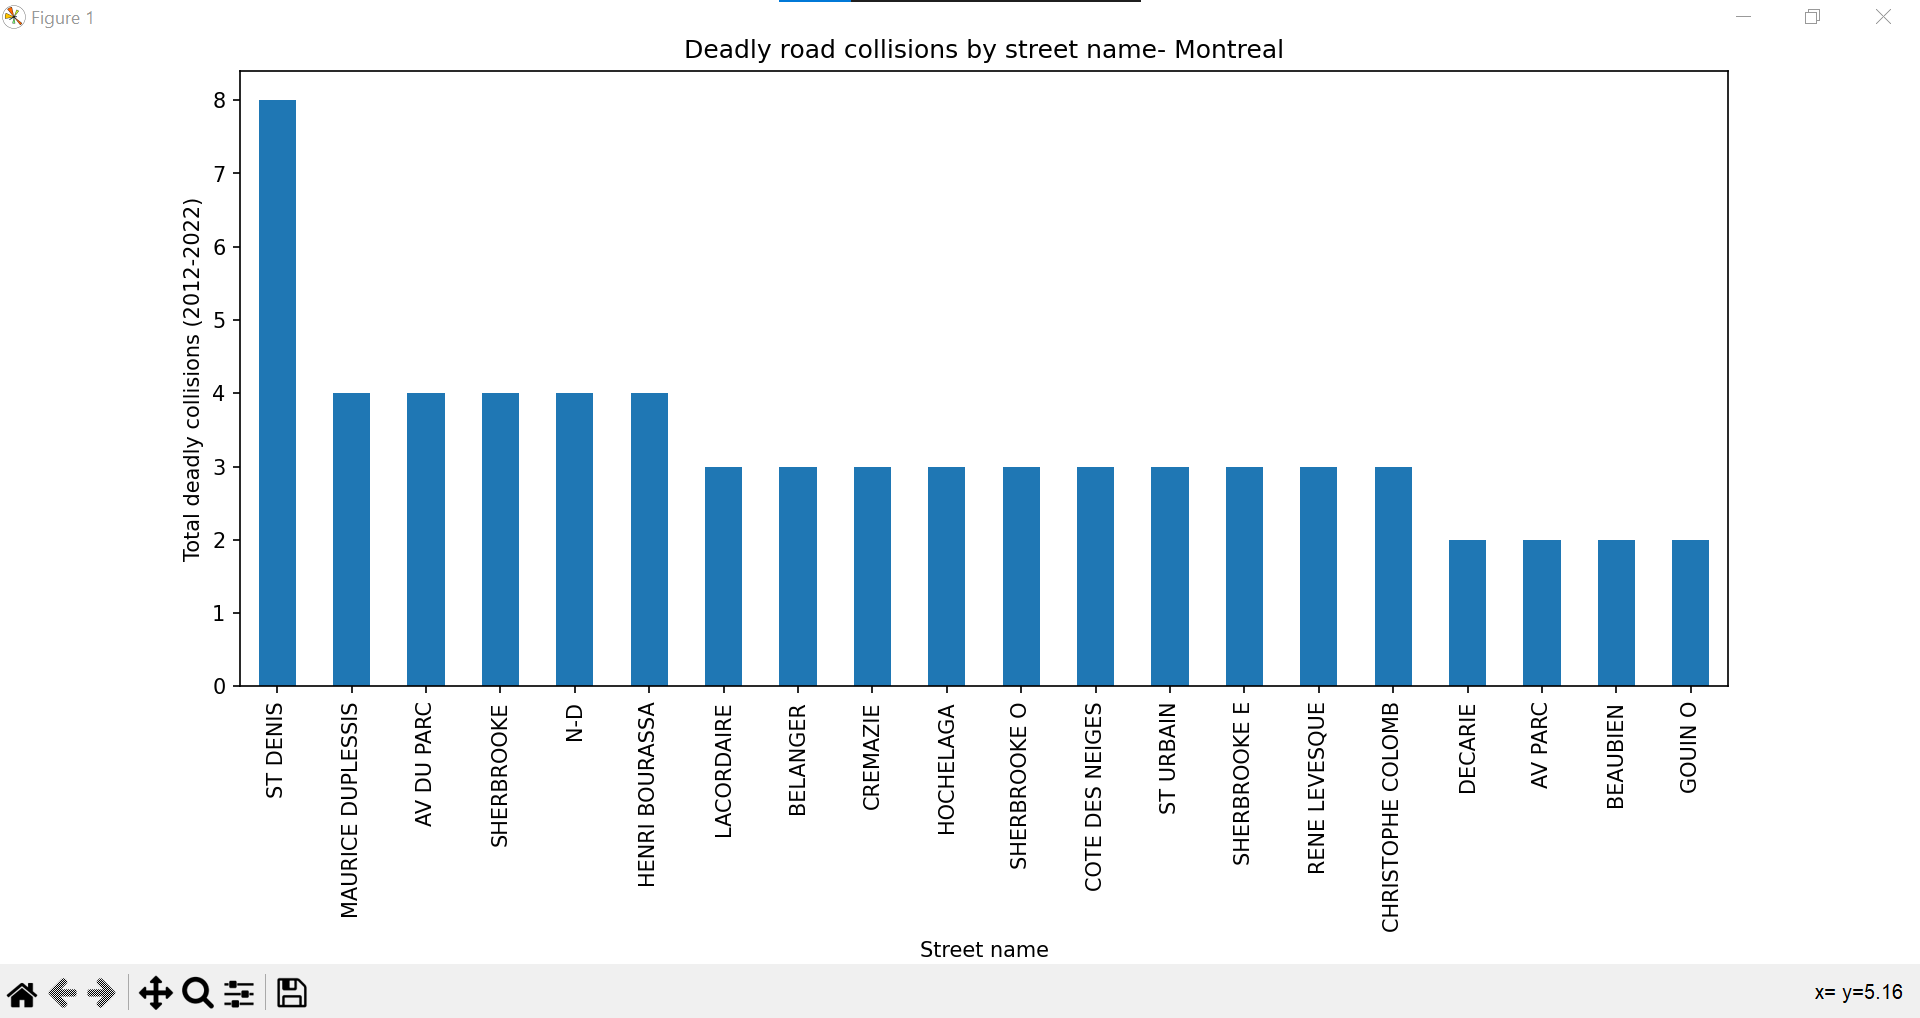 Figure 1
Deadly road collisions by street name- Montreal
Total deadly collisions (2012-2022)
8
7
6
5
4
3
2
1
0
ST DENIS
MAURICE DUPLESSIS
AV DU PARC
SHERBROOKE
N-D
HENRI BOURASSA
LACORDAIRE
BELANGER
CREMAZIE
HOCHELAGA
SHERBROOKE O
COTE DES NEIGES
ST URBAIN
SHERBROOKE E
RENE LEVESQUE
CHRISTOPHE COLOMB
DECARIE
AV PARC
BEAUBIEN
GOUIN O
Street name
x= y=5.16